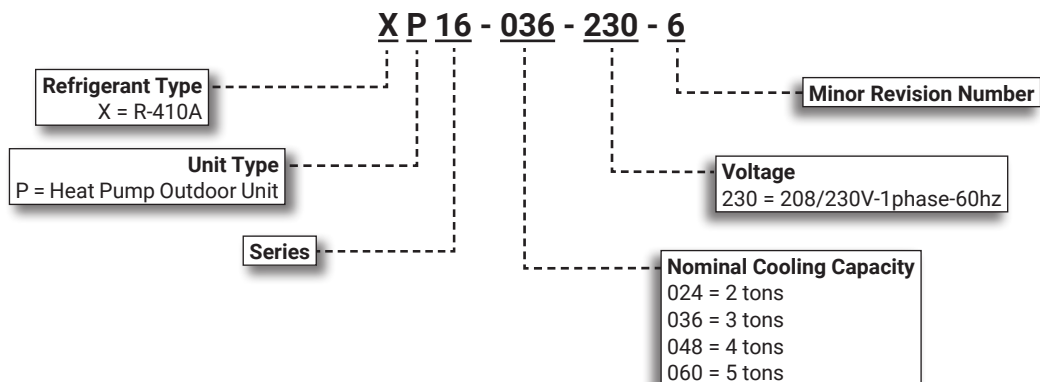 X P 16 - 036 - 230 - 6
Refrigerant Type
X = R-410A
Minor Revision Number
Unit Type
P = Heat Pump Outdoor Unit
Voltage
230 = 208/230V-1phase-60hz
Series
Nominal Cooling Capacity
024 = 2 tons
036 = 3 tons
048 = 4 tons
060 = 5 tons